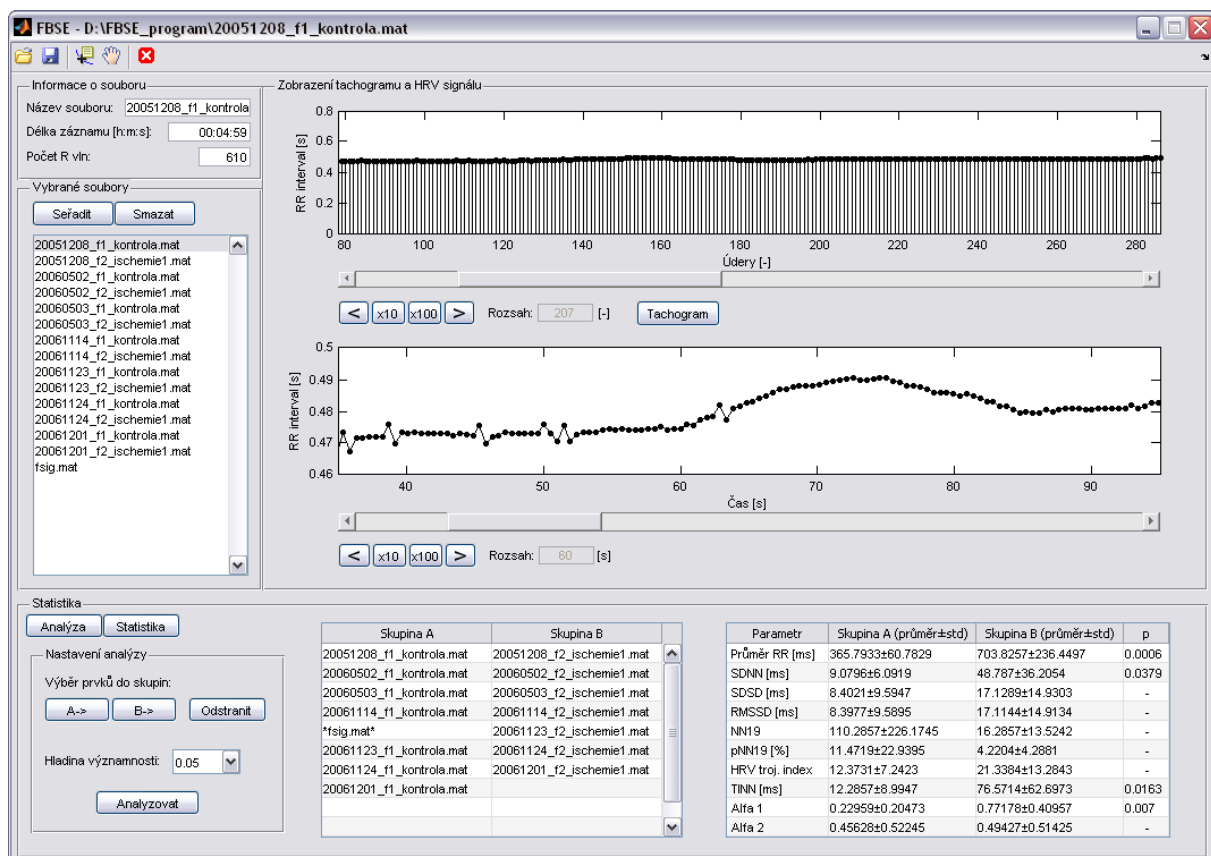 FBSE - D:\FBSE_program\20051208_f1_kontrola.mat
Informace o souboru
Název souboru: 20051208_f1_kontrola
Délka záznamu [h:m:s]: 00:04:59
Počet R vln: 610
Vybrané soubory
Seřadit Smazat
20051208_f1_kontrola.mat
20051208_f2_ischemie1.mat
20060502_f1_kontrola.mat
20060502_f2_ischemie1.mat
20060503_f1_kontrola.mat
20060503_f2_ischemie1.mat
20061114_f1_kontrola.mat
20061114_f2_ischemie1.mat
20061123_f1_kontrola.mat
20061123_f2_ischemie1.mat
20061124_f1_kontrola.mat
20061124_f2_ischemie1.mat
20061201_f1_kontrola.mat
20061201_f2_ischemie1.mat
fsig.mat
Zobrazení tachogramu a HRV signálu
RR interval [s]
0.8
0.6
0.4
0.2
0
80 100 120 140 160 180 200 220 240 260 280
Údery [-]
< x10 x100 > Rozsah: 207 [-] Tachogram
RR interval [s]
0.5
0.49
0.48
0.47
0.46
40 50 60 70 80 90
Čas [s]
< x10 x100 > Rozsah: 60 [s]
Statistika
Analýza Statistika
Nastavení analýzy
Výběr prvků do skupin:
A-> B-> Odstranit
Hladina významnosti: 0.05
Analyzovat
Skupina A Skupina B
20051208_f1_kontrola.mat 20051208_f2_ischemie1.mat
20060502_f1_kontrola.mat 20060502_f2_ischemie1.mat
20060503_f1_kontrola.mat 20060503_f2_ischemie1.mat
20061114_f1_kontrola.mat 20061114_f2_ischemie1.mat
*fsig.mat* 20061123_f2_ischemie1.mat
20061123_f1_kontrola.mat 20061124_f2_ischemie1.mat
20061124_f1_kontrola.mat 20061201_f2_ischemie1.mat
20061201_f1_kontrola.mat
Parametr Skupina A (průměr±std) Skupina B (průměr±std) p
Průměr RR [ms] 365.7933±60.7829 703.8257±236.4497 0.0006
SDNN [ms] 9.0796±6.0919 48.787±36.2054 0.0379
SDSD [ms] 8.4021±9.5947 17.1289±14.9303 -
RMSSD [ms] 8.3977±9.5895 17.1144±14.9134 -
NN19 110.2857±226.1745 16.2857±13.5242 -
pNN19 [%] 11.4719±22.9395 4.2204±4.2881 -
HRV troj. index 12.3731±7.2423 21.3384±13.2843 -
TINN [ms] 12.2857±8.9947 76.5714±62.6973 0.0163
Alfa 1 0.22959±0.20473 0.77178±0.40957 0.007
Alfa 2 0.45628±0.52245 0.49427±0.51425 -